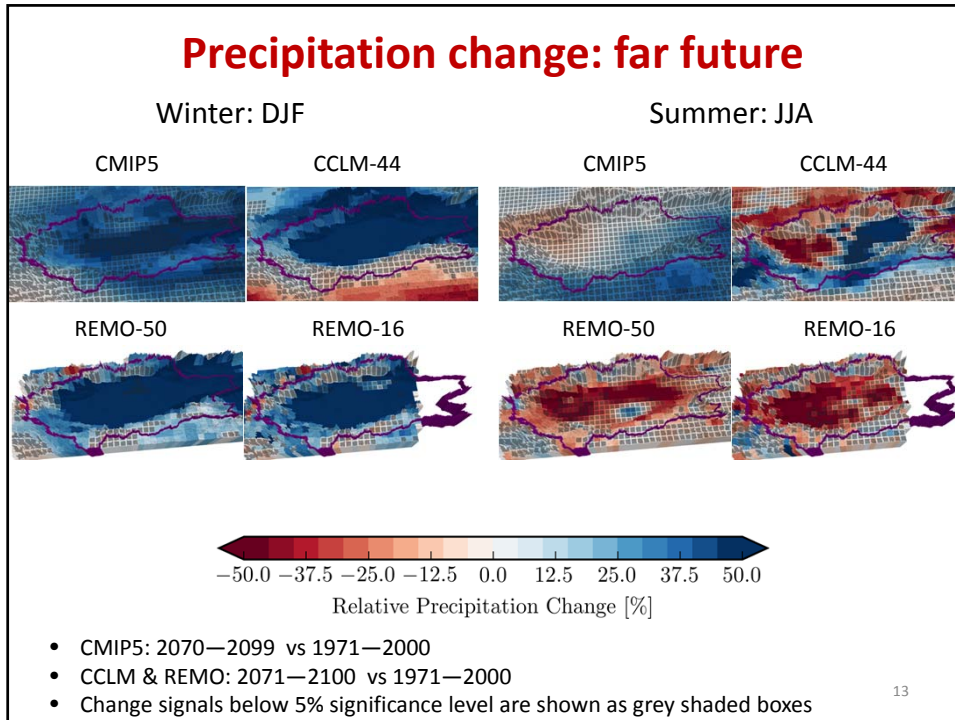 Precipitation change: far future
Winter: DJF
Summer: JJA
CMIP5
CCLM-44
CMIP5
CCLM-44
REMO-50
REMO-16
REMO-50
REMO-16
−50.0 −37.5 −25.0 −12.5 0.0 12.5 25.0 37.5 50.0
Relative Precipitation Change [%]
• CMIP5: 2070—2099 vs 1971—2000
• CCLM & REMO: 2071—2100 vs 1971—2000
• Change signals below 5% significance level are shown as grey shaded boxes
13